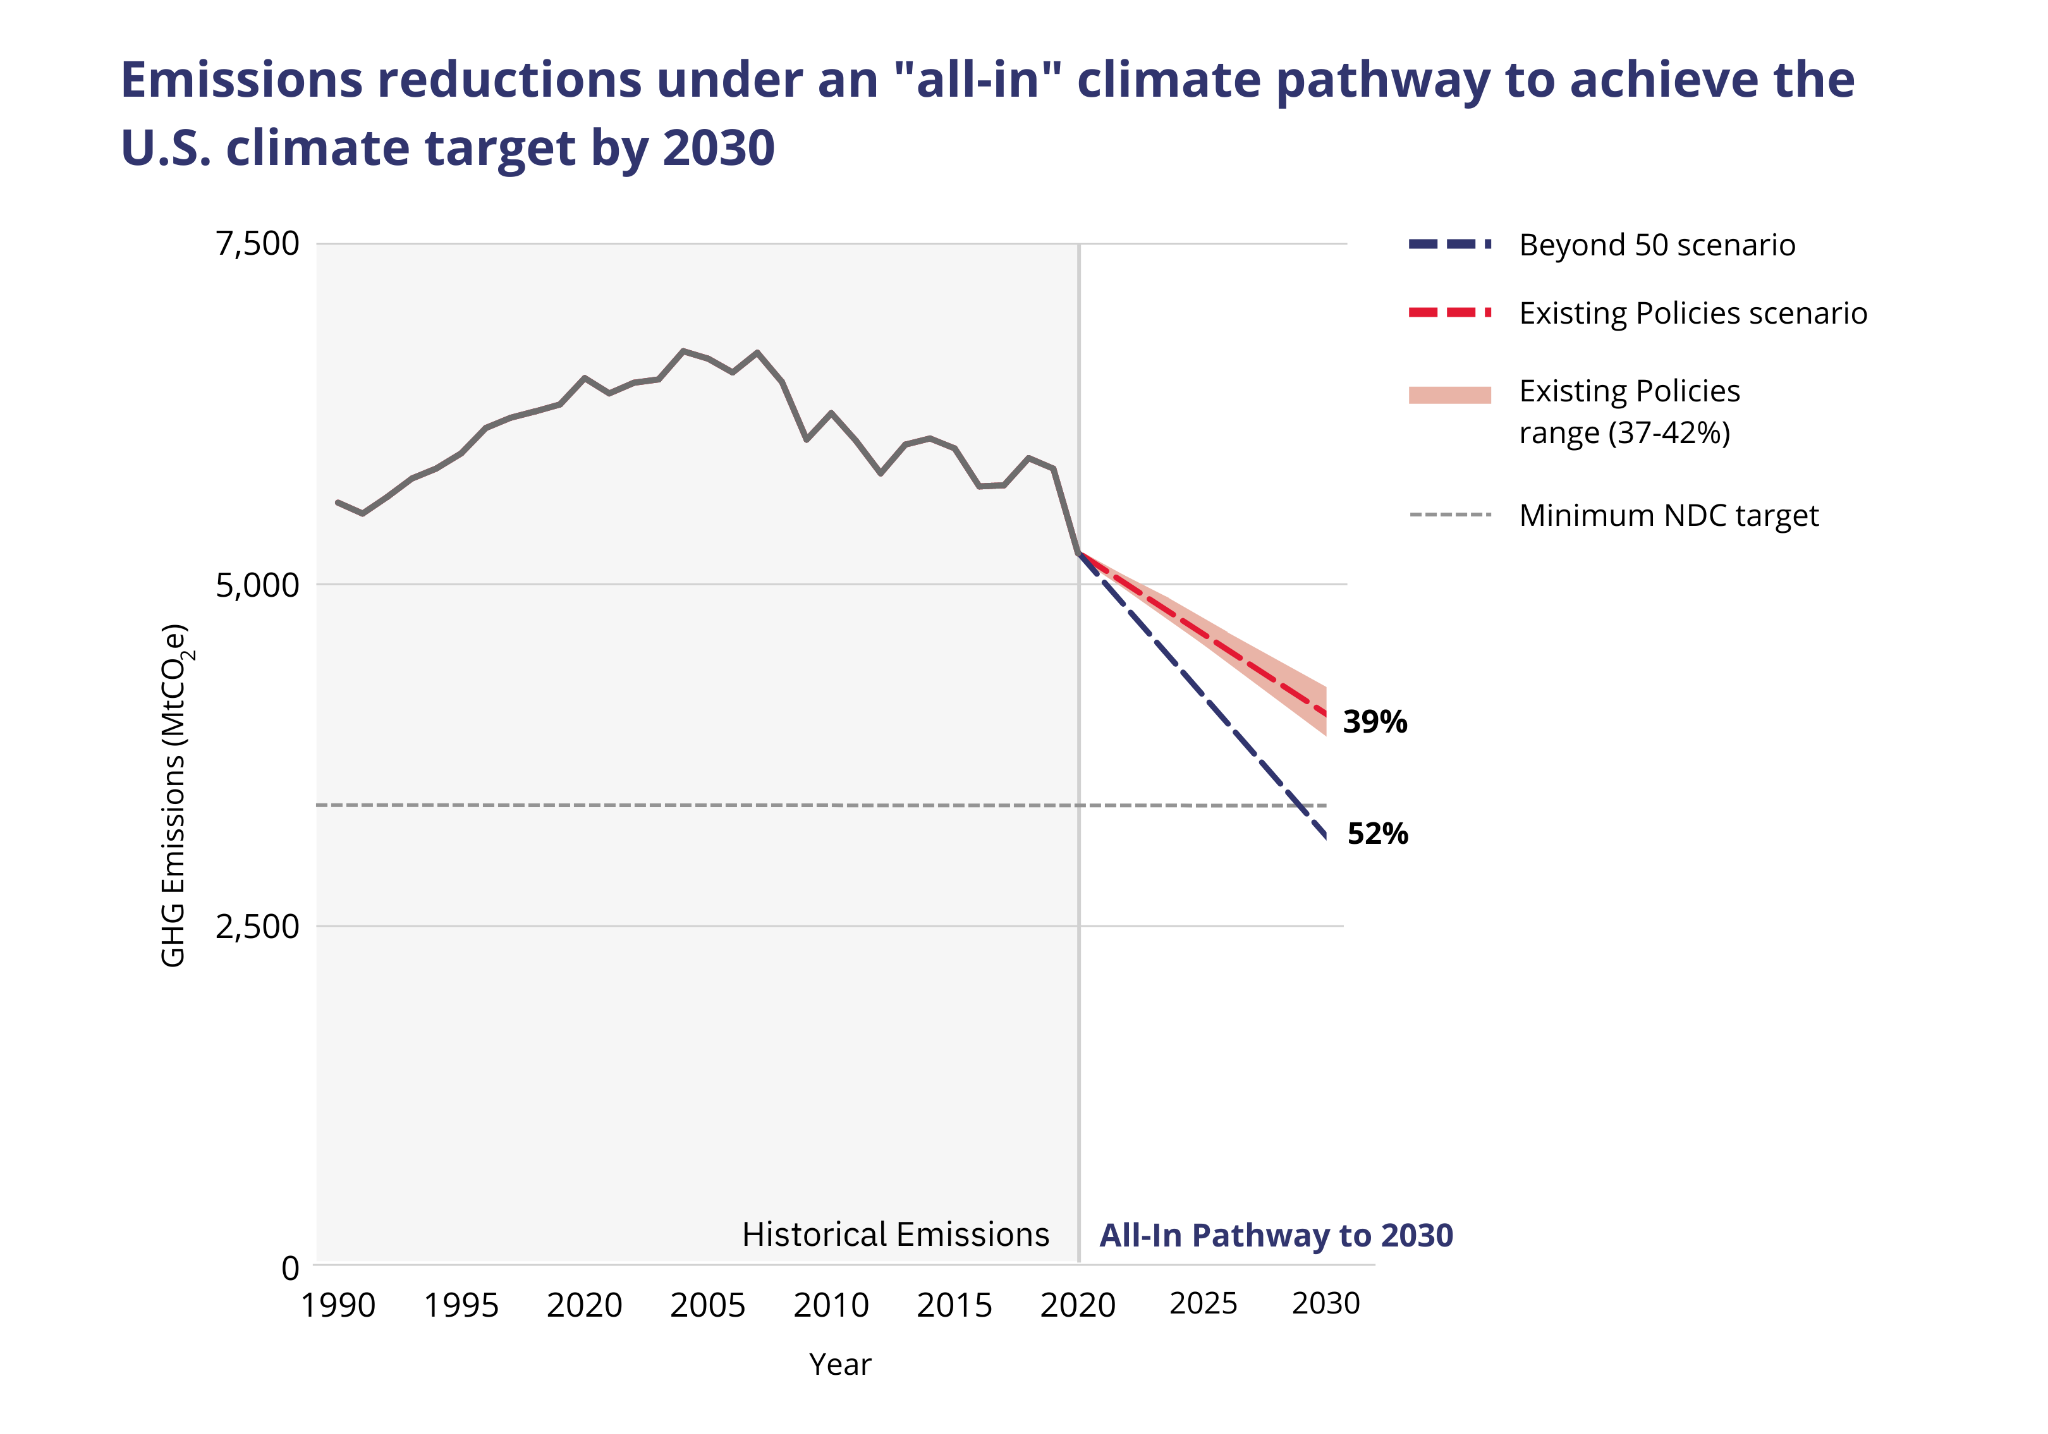 Emissions reductions under an "all-in" climate pathway to achieve the
U.S. climate target by 2030
7,500
5,000
2,500
0
GHG Emissions (MtCO₂e)
Beyond 50 scenario
Existing Policies scenario
Existing Policies
range (37-42%)
Minimum NDC target
39%
52%
Historical Emissions
All-In Pathway to 2030
1990 1995 2020 2005 2010 2015 2020 2025 2030
Year